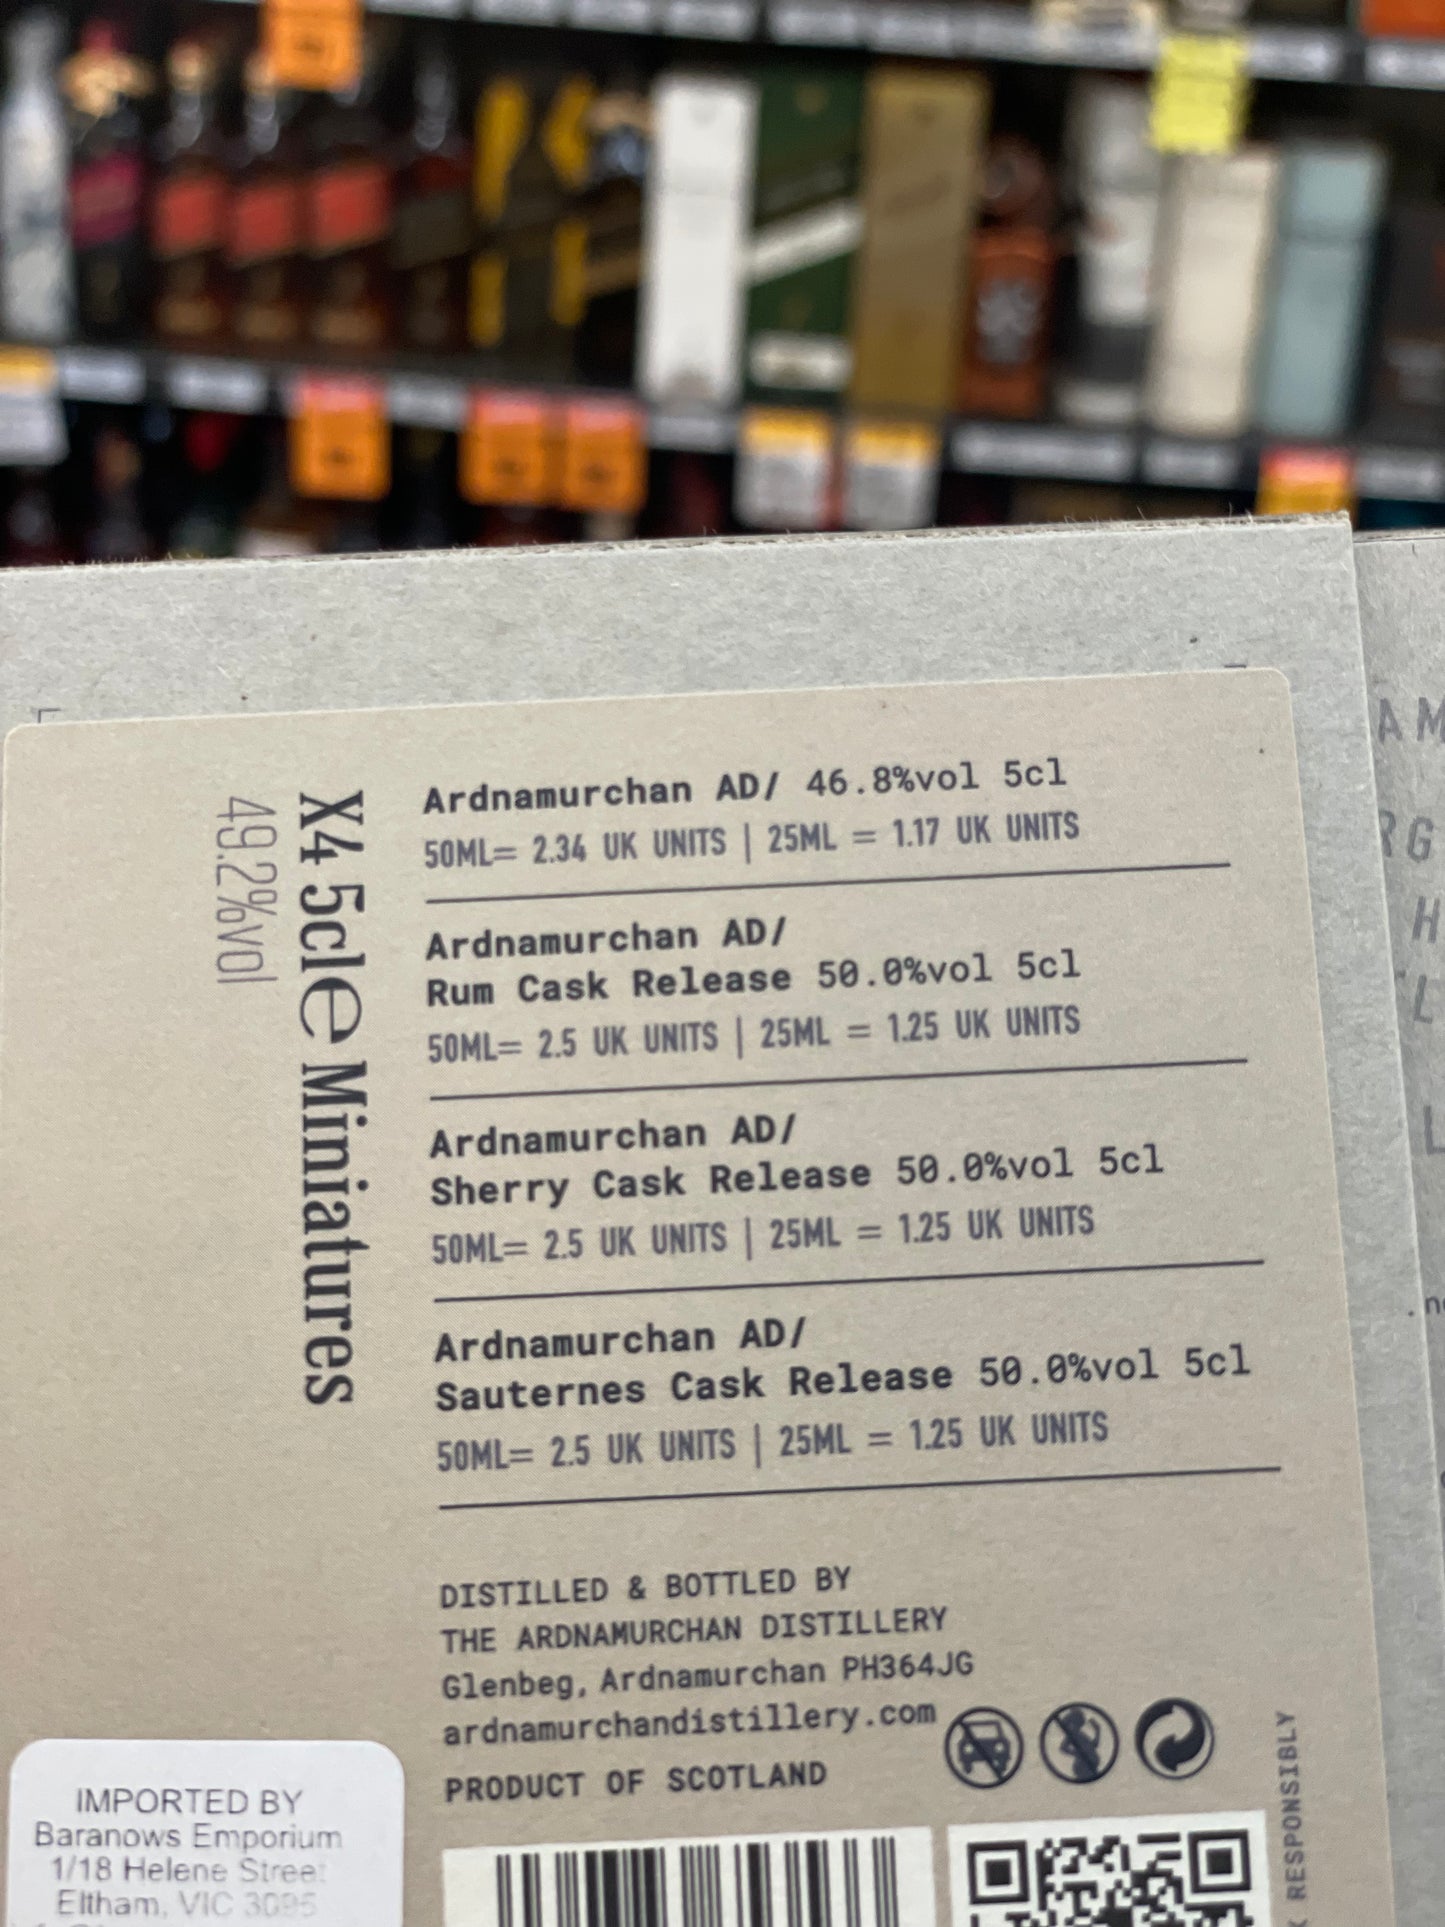 X4 5cl℮ Miniatures
49.2%vol
Ardnamurchan AD/ 46.8%vol 5cl
50ML= 2.34 UK UNITS | 25ML = 1.17 UK UNITS
Ardnamurchan AD/
Rum Cask Release 50.0%vol 5cl
50ML= 2.5 UK UNITS | 25ML = 1.25 UK UNITS
Ardnamurchan AD/
Sherry Cask Release 50.0%vol 5cl
50ML= 2.5 UK UNITS | 25ML = 1.25 UK UNITS
Ardnamurchan AD/
Sauternes Cask Release 50.0%vol 5cl
50ML= 2.5 UK UNITS | 25ML = 1.25 UK UNITS
DISTILLED & BOTTLED BY
THE ARDNAMURCHAN DISTILLERY
Glenbeg, Ardnamurchan PH364JG
ardnamurchandistillery.com
PRODUCT OF SCOTLAND
RESPONSIBLY
IMPORTED BY
Baranows Emporium
1/18 Helene Street
Eltham, VIC 3095